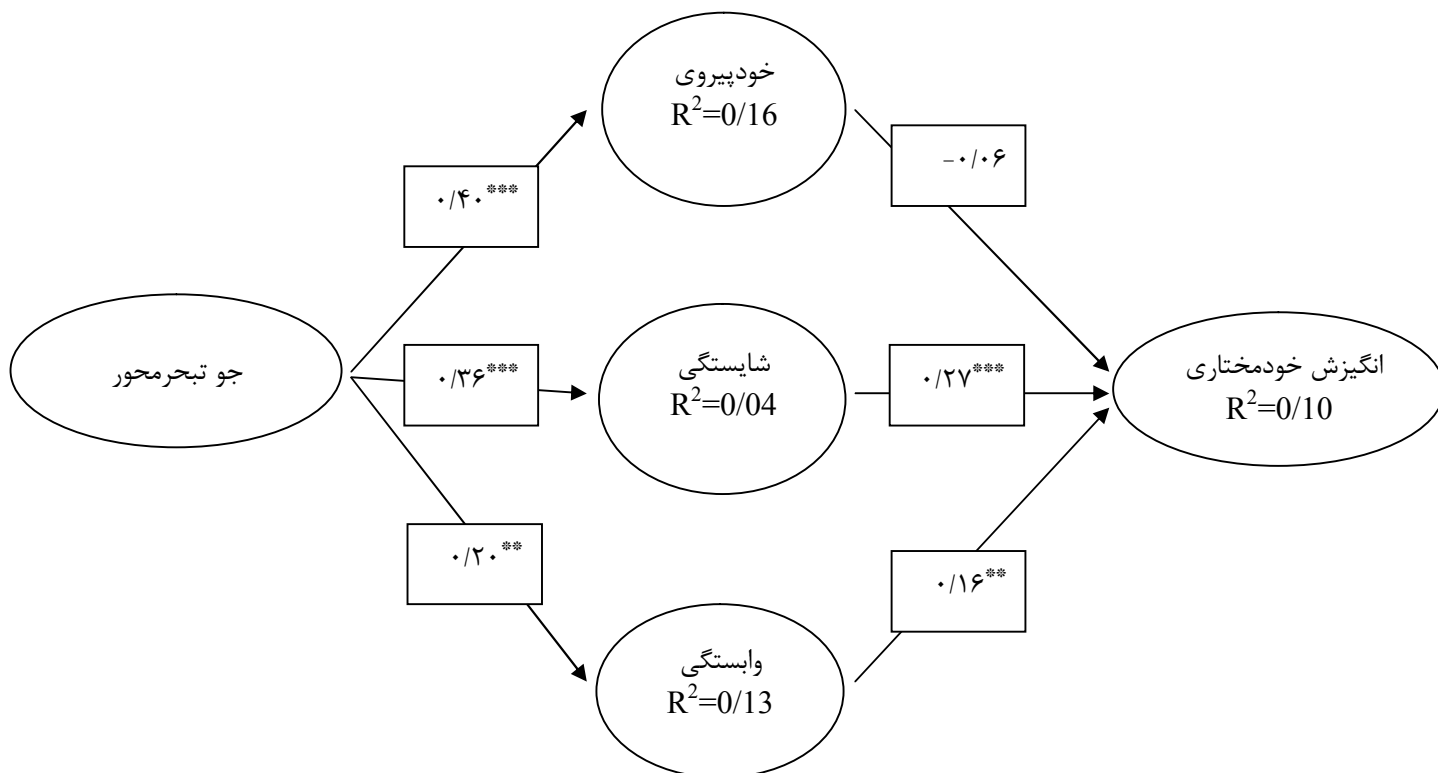 خودپیروی
R²=0/16
-۰/۰۶
۰/۴۰***
جو تبحرمحور
۰/۳۶***
شایستگی
R²=0/04
۰/۲۷***
انگیزش خودمختاری
R²=0/10
۰/۲۰**
۰/۱۶**
وابستگی
R²=0/13